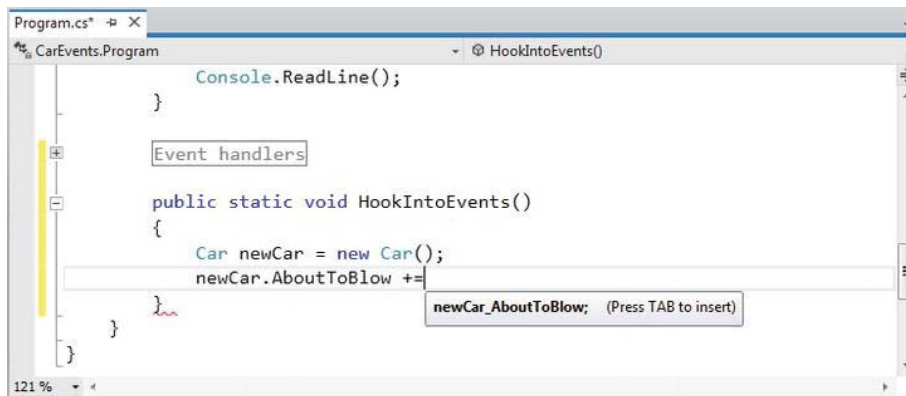 Program.cs*
CarEvents.Program HookIntoEvents()
Console.ReadLine();
}
Event handlers
public static void HookIntoEvents()
{
Car newCar = new Car();
newCar.AboutToBlow +=
newCar_AboutToBlow; (Press TAB to insert)
}
}
}
121 %